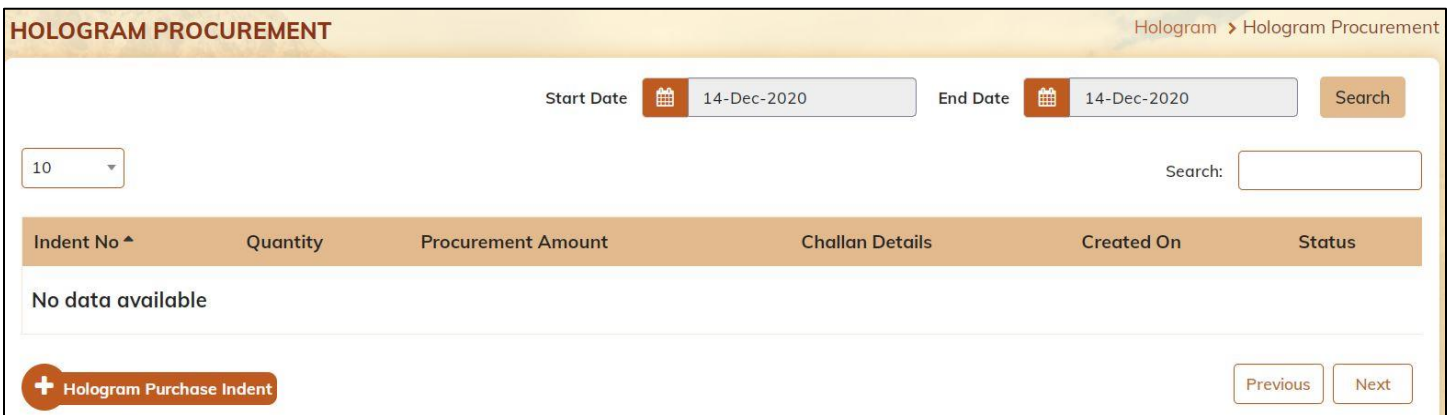 HOLOGRAM PROCUREMENT
Hologram > Hologram Procurement
Start Date 14-Dec-2020 End Date 14-Dec-2020 Search
10 Search:
Indent No Quantity Procurement Amount Challan Details Created On Status
No data available
Hologram Purchase Indent Previous Next